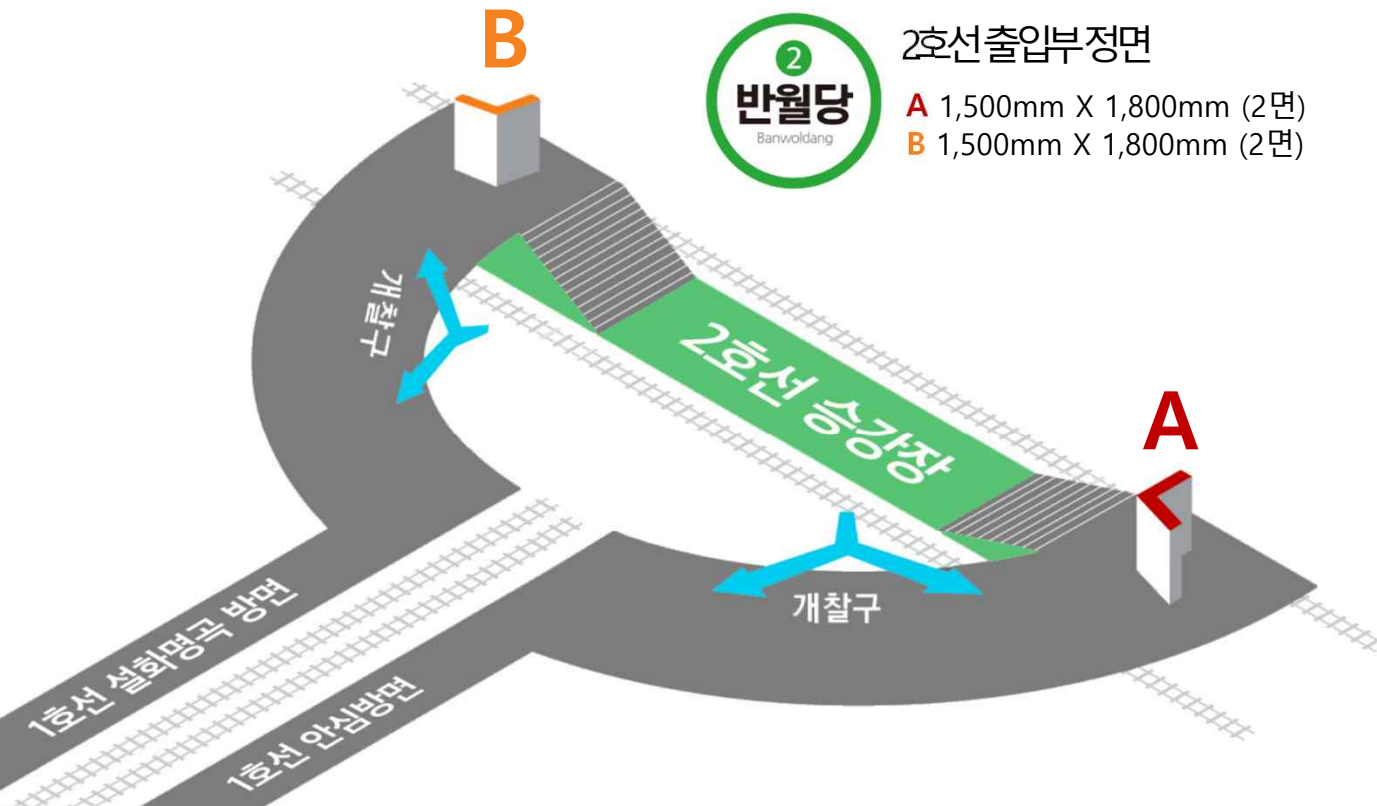 B
2
반월당
Banwoldang
2호선 출입부 정면
A 1,500mm X 1,800mm (2면)
B 1,500mm X 1,800mm (2면)
개찰구
2호선 승강장
A
개찰구
1호선 설화명곡 방면
1호선 안심방면